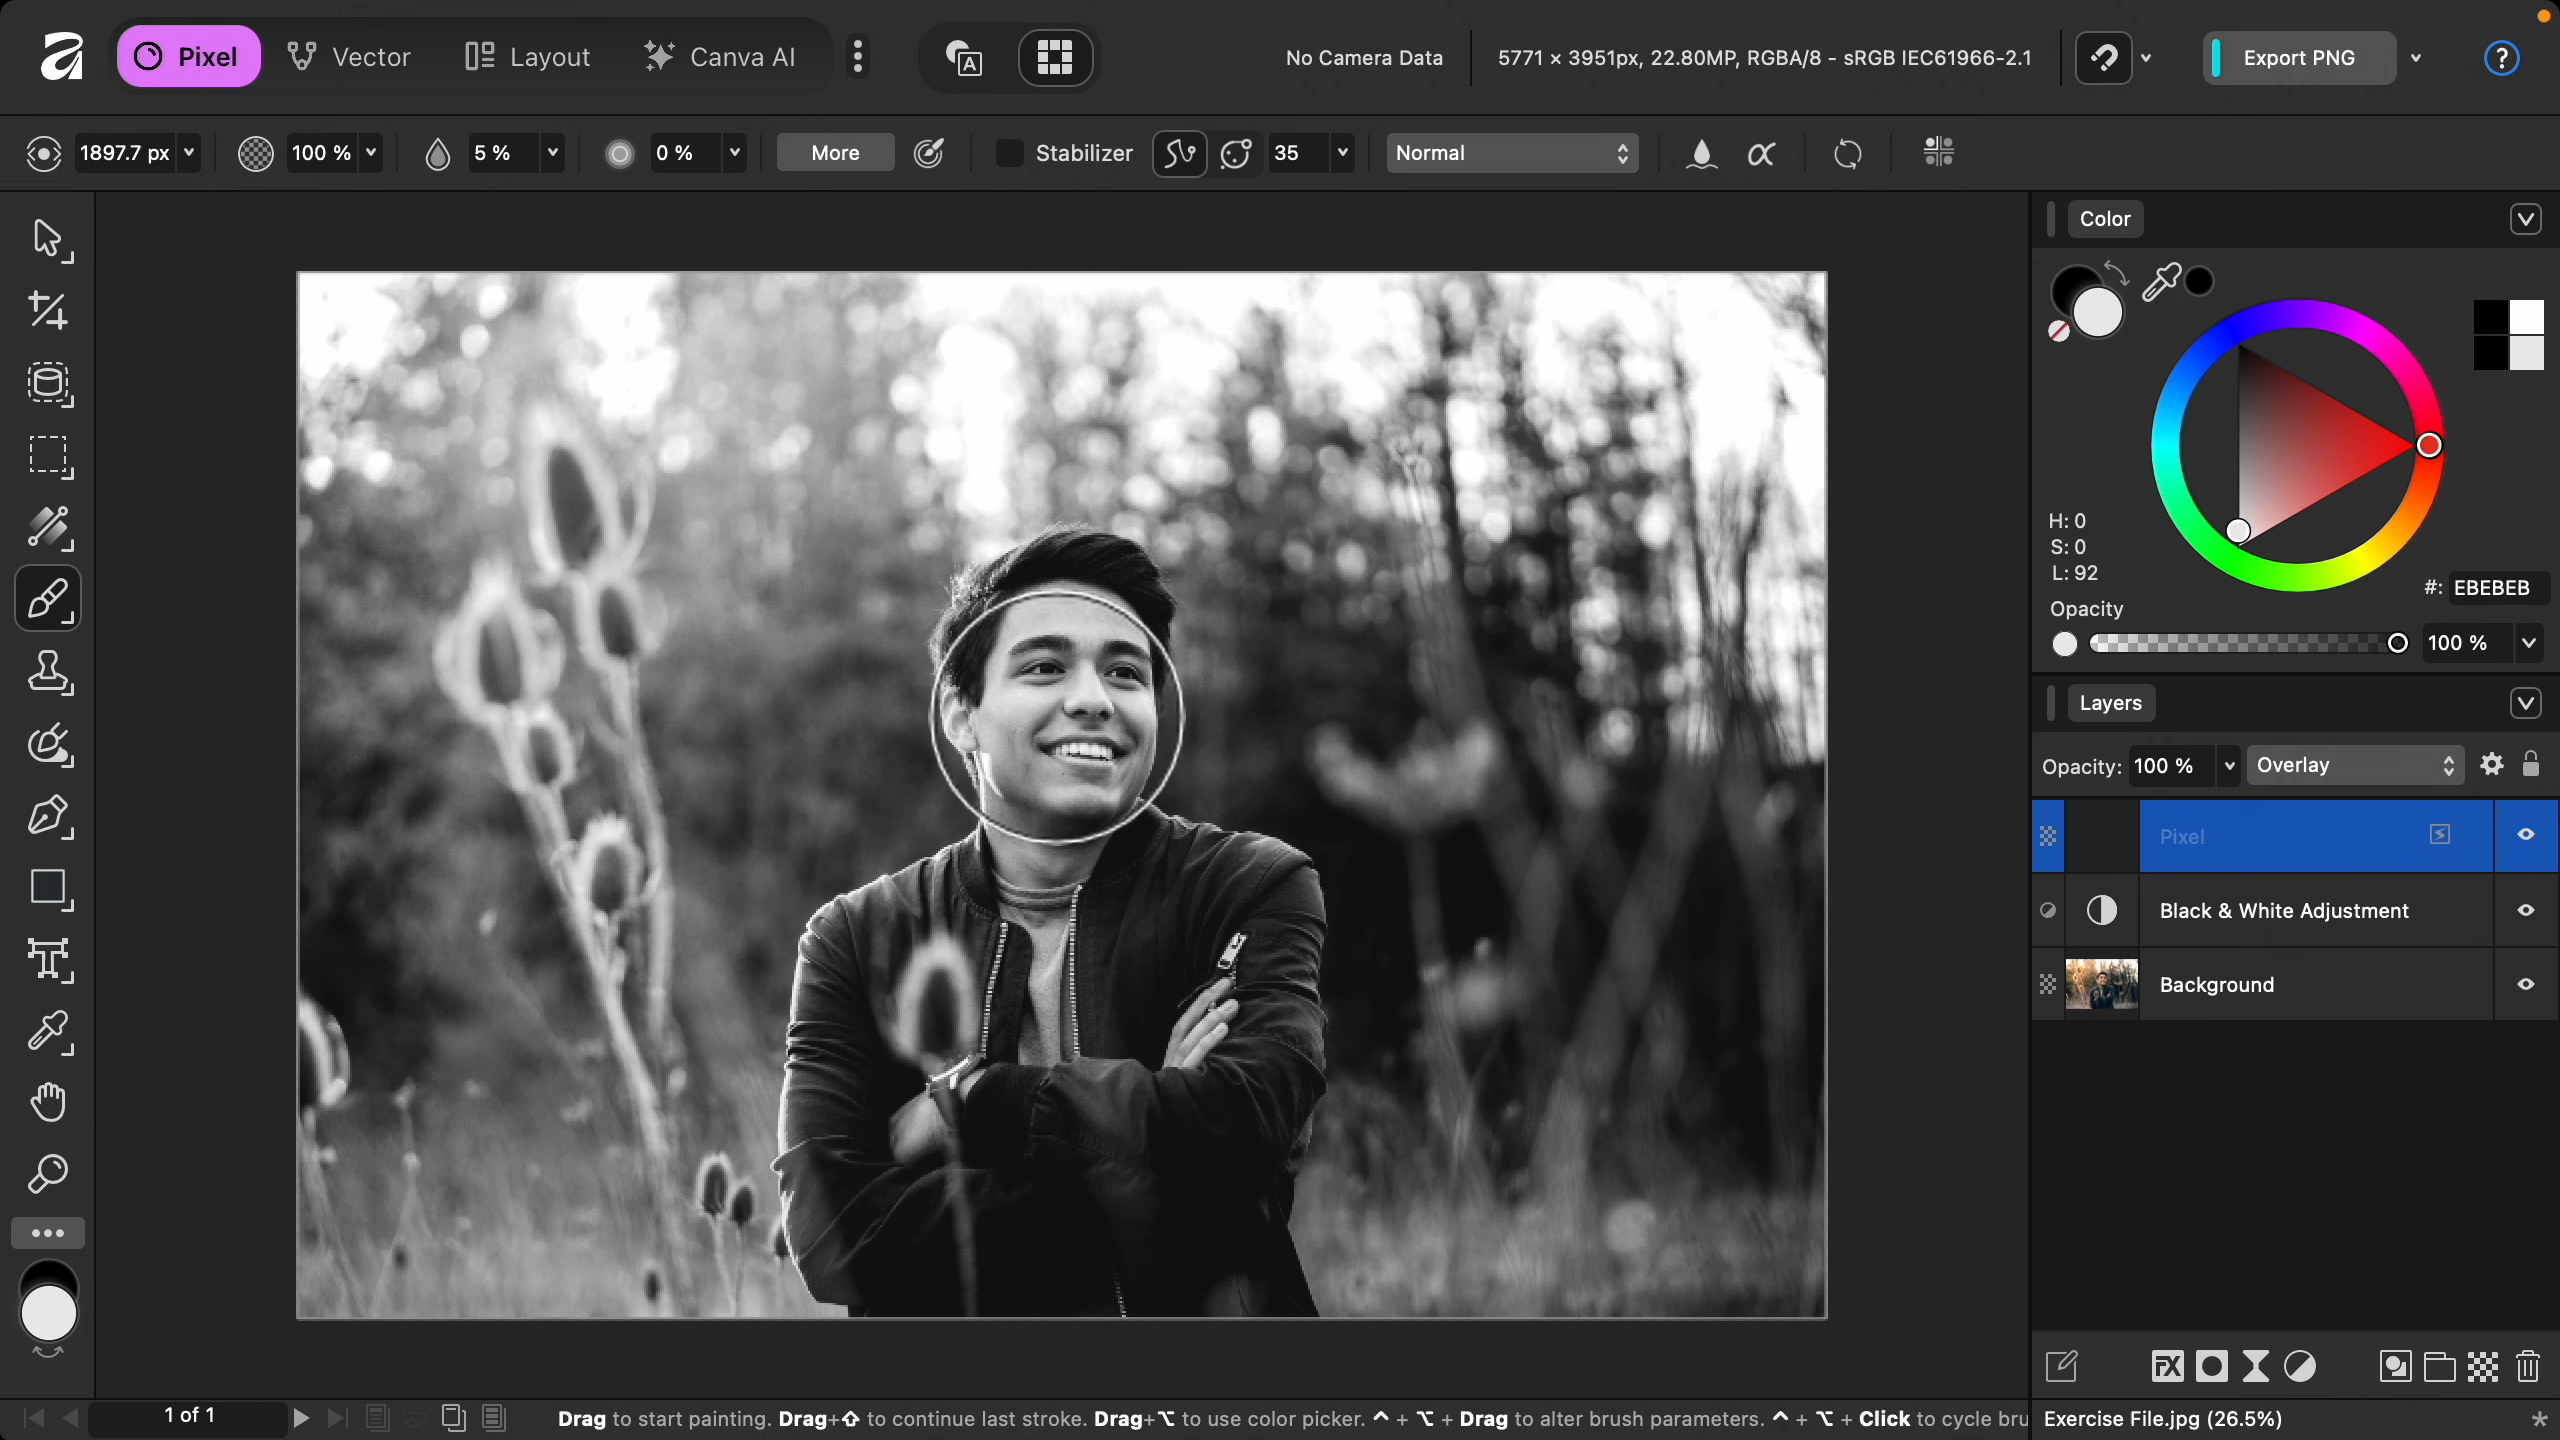 Pixel
Vector
Layout
Canva AI
A
No Camera Data
5771 × 3951px, 22.80MP, RGBA/8 - sRGB IEC61966-2.1
Export PNG
?
1897.7 px
100 %
5 %
0 %
More
Stabilizer
35
Normal
α
Color
H: 0
S: 0
L: 92
#: EBEBEB
Opacity
100 %
Layers
Opacity: 100 %
Overlay
Pixel
Black & White Adjustment
Background
FX
1 of 1
Drag to start painting. Drag+⇧ to continue last stroke. Drag+⌥ to use color picker. ^ + ⌥ + Drag to alter brush parameters. ^ + ⌥ + Click to cycle bru
Exercise File.jpg (26.5%)